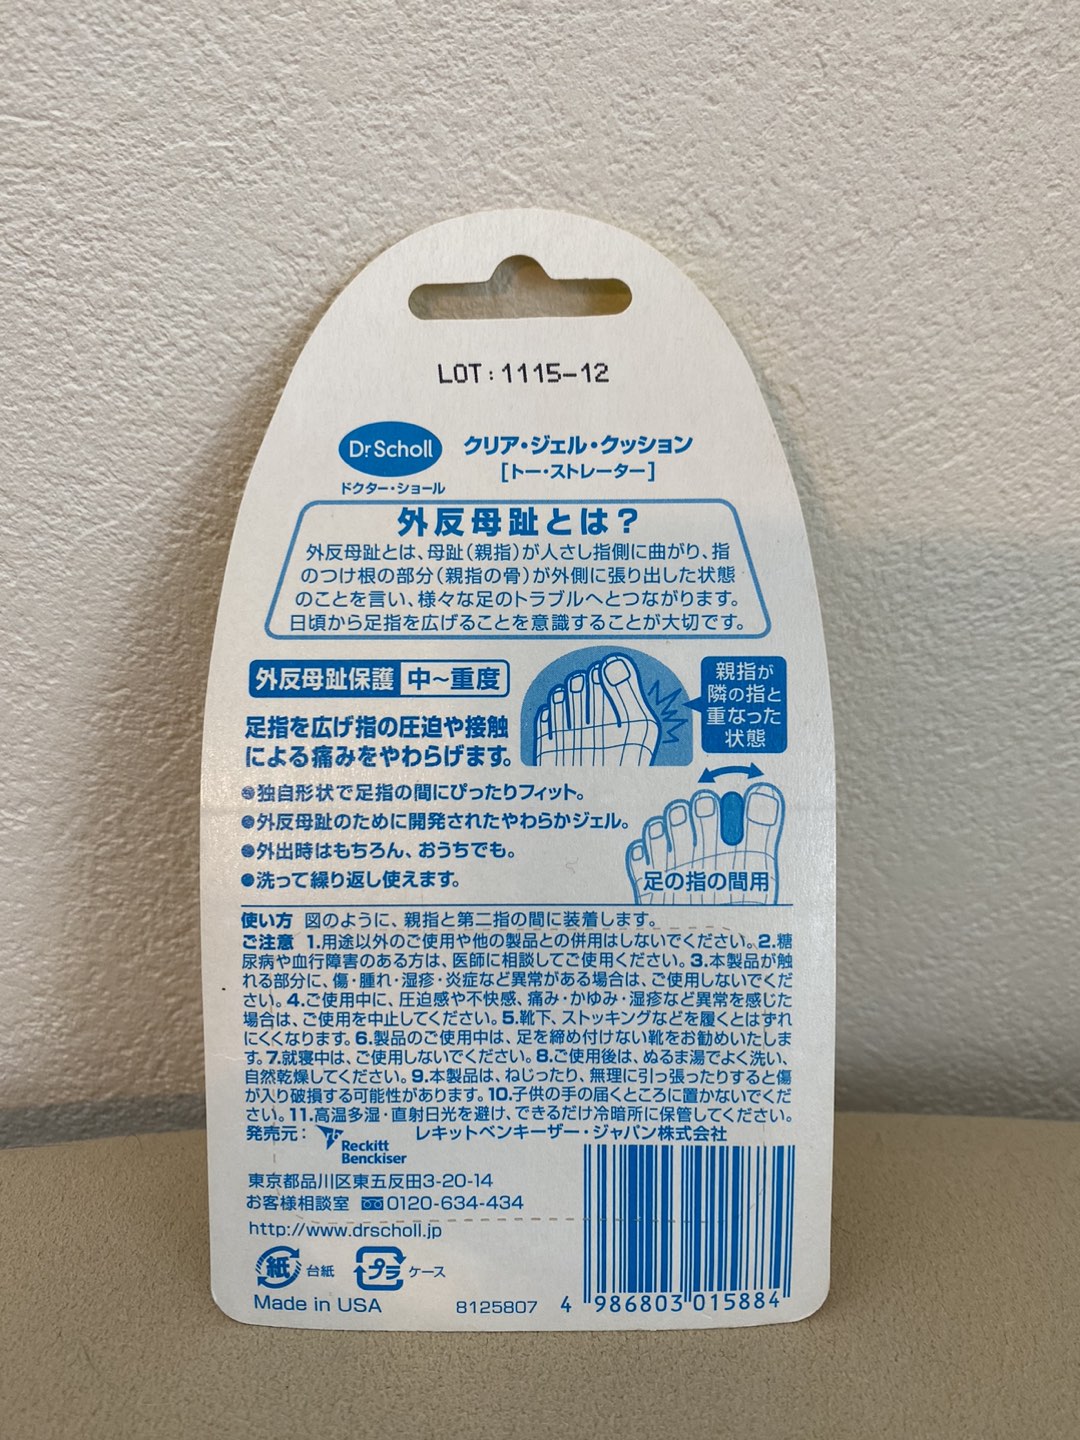 LOT:1115-12
Dr.Scholl
ドクター・ショール
クリア・ジェル・クッション
[トー・ストレーター]
外反母趾とは?
外反母趾とは、母趾(親指)が人さし指側に曲がり、指
のつけ根の部分(親指の骨)が外側に張り出した状態
のことを言い、様々な足のトラブルへとつながります。
日頃から足指を広げることを意識することが大切です。
外反母趾保護 中〜重度
足指を広げ指の圧迫や接触
による痛みをやわらげます。
親指が
隣の指と
重なった
状態
●独自形状で足指の間にぴったりフィット。
●外反母趾のために開発されたやわらかジェル。
●外出時はもちろん、おうちでも。
●洗って繰り返し使えます。
足の指の間用
使い方 図のように、親指と第二指の間に装着します。
ご注意 1.用途以外のご使用や他の製品との併用はしないでください。2.糖
尿病や血行障害のある方は、医師に相談してご使用ください。3.本製品が触
れる部分に、傷・腫れ・湿疹・炎症など異常がある場合は、ご使用しないでくだ
さい。4.ご使用中に、圧迫感や不快感、痛み・かゆみ・湿疹など異常を感じた
場合は、ご使用を中止してください。5.靴下、ストッキングなどを履くとはずれ
にくくなります。6.製品のご使用中は、足を締め付けない靴をお勧めいたしま
す。7.就寝中は、ご使用しないでください。8.ご使用後は、ぬるま湯でよく洗い、
自然乾燥してください。9.本製品は、ねじったり、無理に引っ張ったりすると傷
が入り破損する可能性があります。10.子供の手の届くところに置かないでくだ
さい。11.高温多湿・直射日光を避け、できるだけ冷暗所に保管してください。
発売元: Reckitt Benckiser レキットベンキーザー・ジャパン株式会社
東京都品川区東五反田3-20-14
お客様相談室 0120-634-434
http://www.drscholl.jp
紙 台紙 プラ ケース
Made in USA 8125807 4 986803 015884